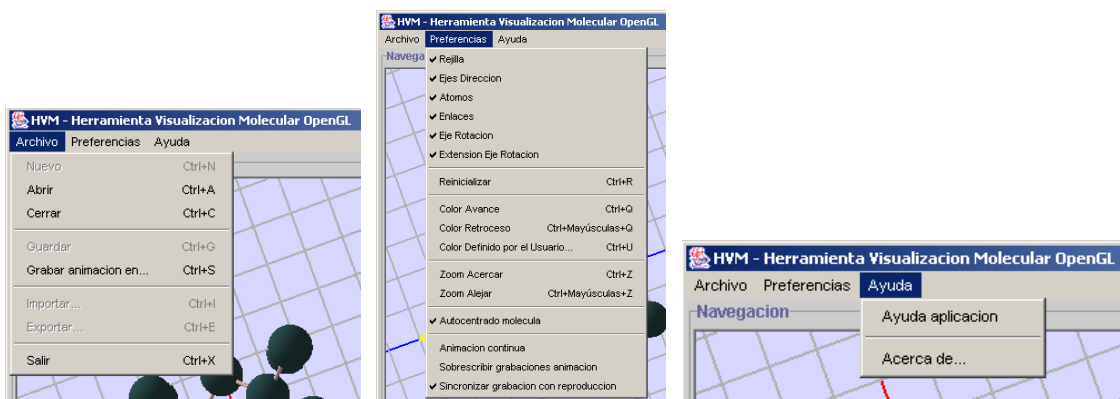 HVM - Herramienta Visualizacion Molecular OpenGL
Archivo Preferencias Ayuda
Nuevo Ctrl+N
Abrir Ctrl+A
Cerrar Ctrl+C
Guardar Ctrl+G
Grabar animacion en... Ctrl+S
Importar... Ctrl+I
Exportar... Ctrl+E
Salir Ctrl+X
HVM - Herramienta Visualizacion Molecular OpenGL
Archivo Preferencias Ayuda
Navega
Rejilla
Ejes Direccion
Atomos
Enlaces
Eje Rotacion
Extension Eje Rotacion
Reinicializar Ctrl+R
Color Avance Ctrl+Q
Color Retroceso Ctrl+Mayúsculas+Q
Color Definido por el Usuario... Ctrl+U
Zoom Acercar Ctrl+Z
Zoom Alejar Ctrl+Mayúsculas+Z
Autocentrado molecula
Animacion continua
Sobrescribir grabaciones animacion
Sincronizar grabacion con reproduccion
HVM - Herramienta Visualizacion Molecular OpenGL
Archivo Preferencias Ayuda
Navegacion
Ayuda aplicacion
Acerca de...